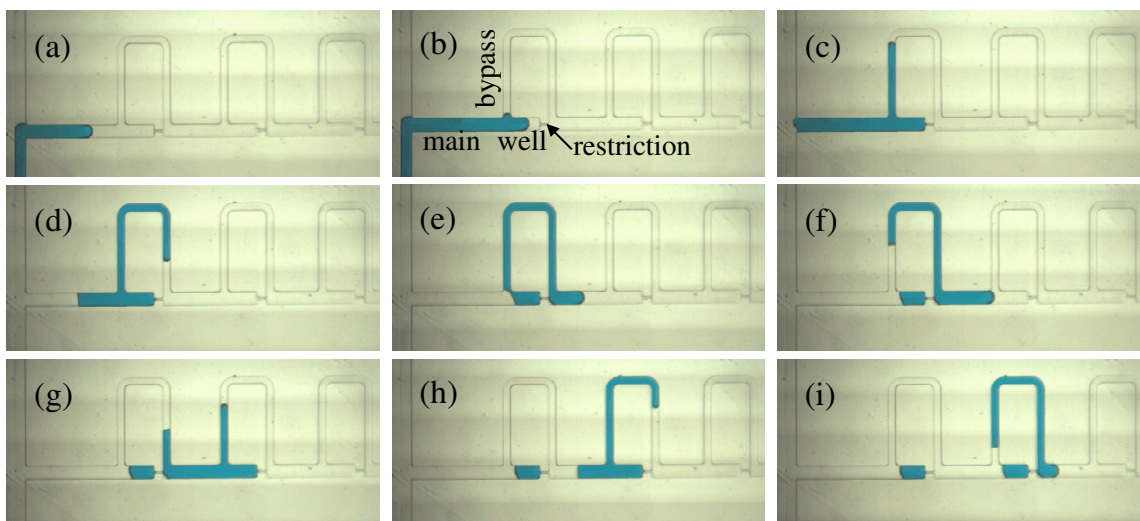 (a)
(b)
bypass
main well
restriction
(c)
(d)
(e)
(f)
(g)
(h)
(i)